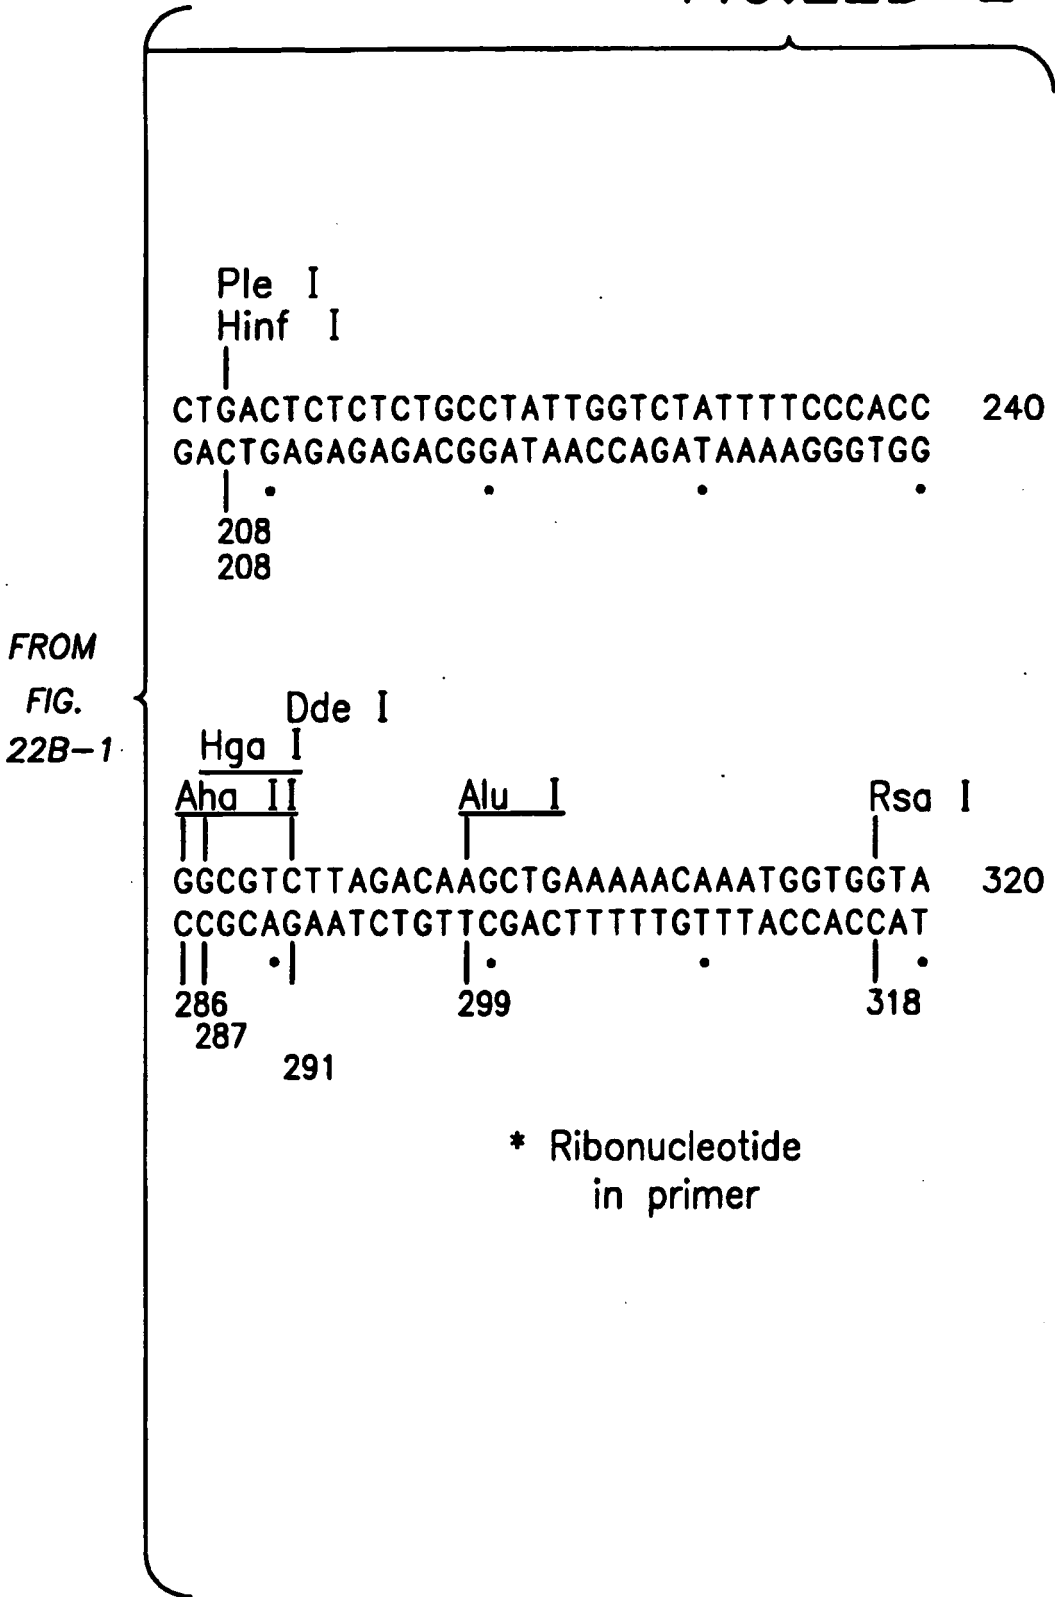 Ple I
Hinf I
CTGACTCTCTCTGCCTATTGGTCTATTTTCCCACC 240
GACTGAGAGAGACGGATAACCAGATAAAAGGGTGG
208
208
FROM
FIG.
22B-1
Dde I
Hga I
Aha II Alu I Rsa I
GGCGTCTTAGACAAGCTGAAAAACAAATGGTGGTA 320
CCGCAGAATCTGTTCGACTTTTTGTTTACCACCAT
286 299 318
287
291
* Ribonucleotide
in primer